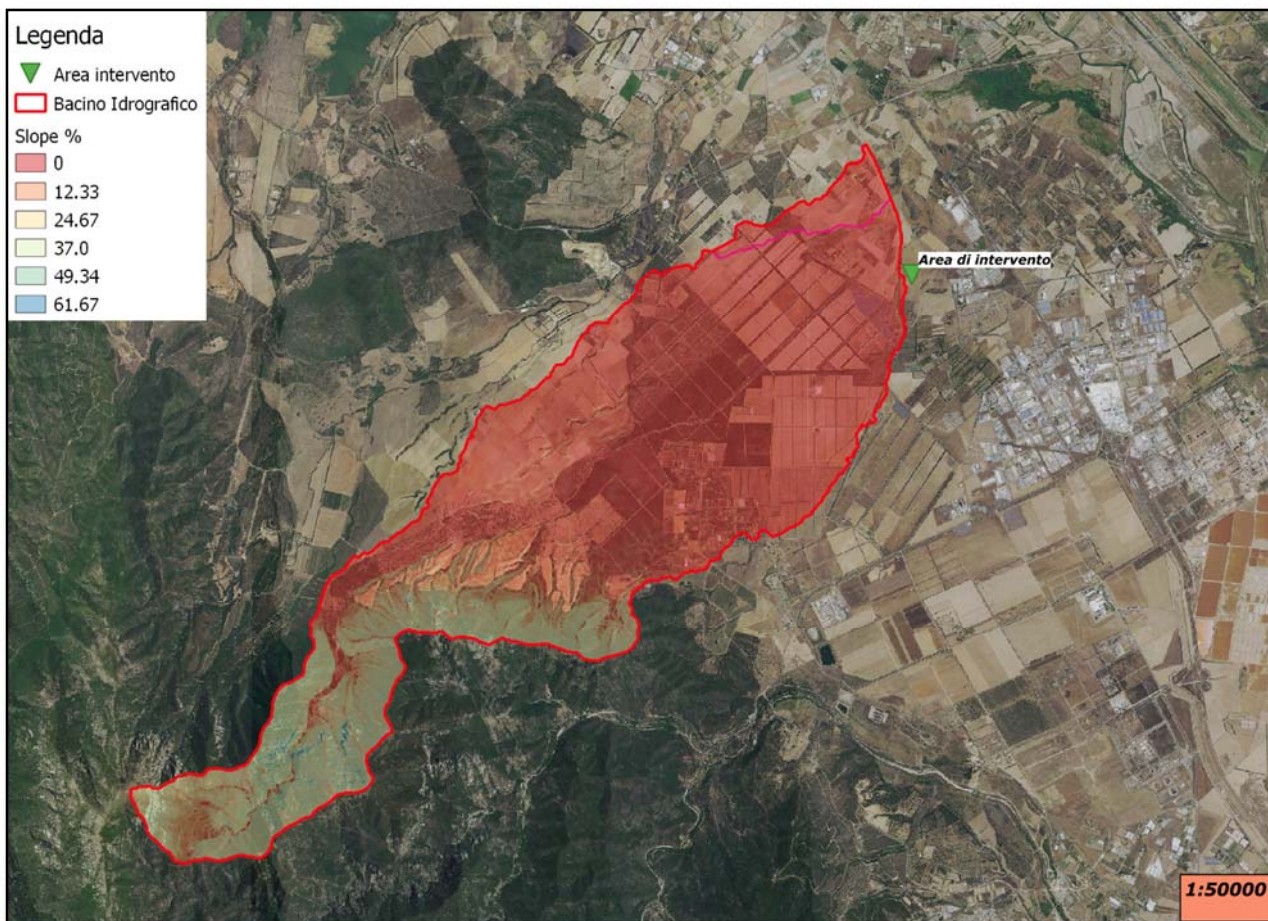 Legenda
Area intervento
Bacino Idrografico
Slope %
0
12.33
24.67
37.0
49.34
61.67
Area di intervento
1:50000